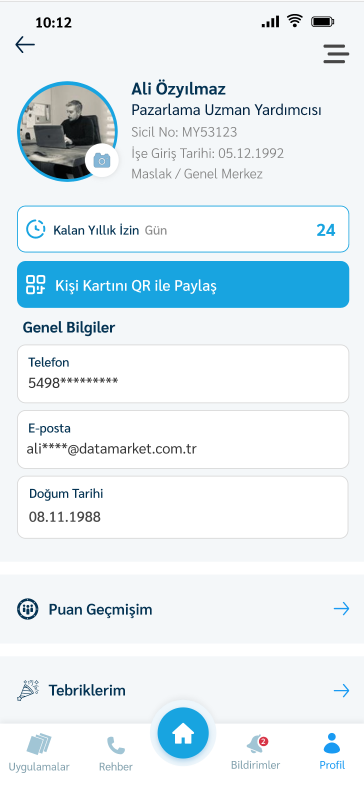 10:12
Ali Özyılmaz
Pazarlama Uzman Yardımcısı
Sicil No: MY53123
İşe Giriş Tarihi: 05.12.1992
Maslak / Genel Merkez
Kalan Yıllık İzin Gün 24
Kişi Kartını QR ile Paylaş
Genel Bilgiler
Telefon
5498*********
E-posta
ali****@datamarket.com.tr
Doğum Tarihi
08.11.1988
Puan Geçmişim
Tebriklerim
2
Uygulamalar Rehber Bildirimler Profil